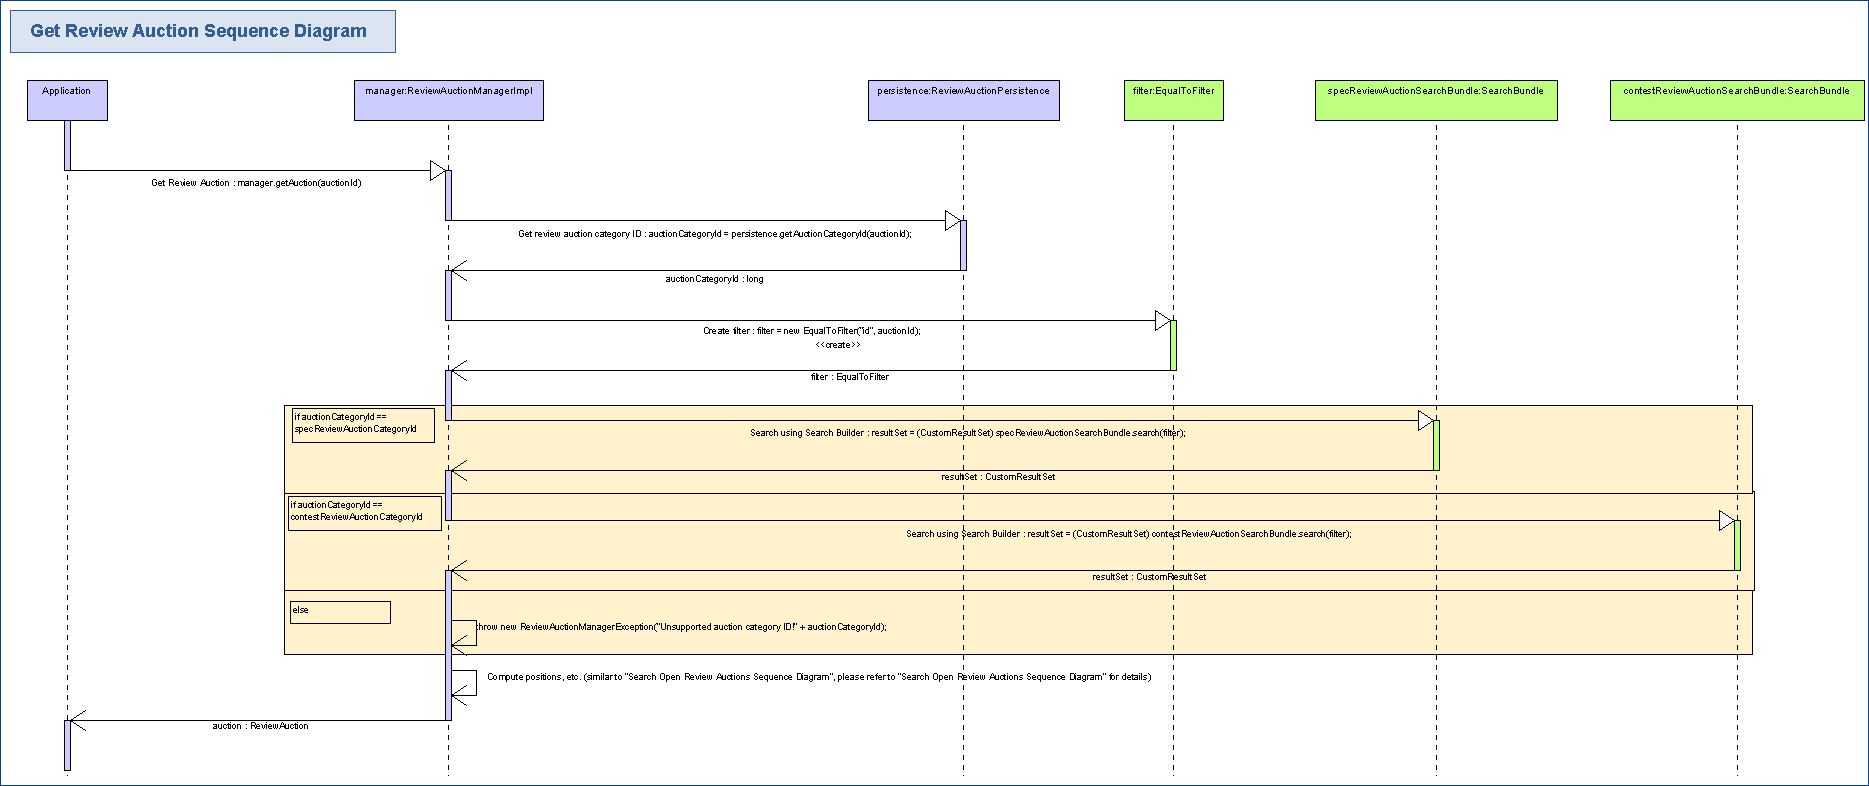 Get Review Auction Sequence Diagram
Application
manager:ReviewAuctionManagerImpl
persistence:ReviewAuctionPersistence
filter:EqualToFilter
specReviewAuctionSearchBundle:SearchBundle
contestReviewAuctionSearchBundle:SearchBundle
Get Review Auction : manager.getAuction(auctionId)
Get review auction category ID : auctionCategoryId = persistence.getAuctionCategoryId(auctionId);
auctionCategoryId : long
Create filter : filter = new EqualToFilter("id", auctionId);
<<create>>
filter : EqualToFilter
if auctionCategoryId ==
specReviewAuctionCategoryId
Search using Search Builder : resultSet = (CustomResultSet) specReviewAuctionSearchBundle.search(filter);
resultSet : CustomResultSet
if auctionCategoryId ==
contestReviewAuctionCategoryId
Search using Search Builder : resultSet = (CustomResultSet) contestReviewAuctionSearchBundle.search(filter);
resultSet : CustomResultSet
else
throw new ReviewAuctionManagerException("Unsupported auction category ID!" + auctionCategoryId);
Compute positions, etc. (similar to "Search Open Review Auctions Sequence Diagram", please refer to "Search Open Review Auctions Sequence Diagram" for details)
auction : ReviewAuction